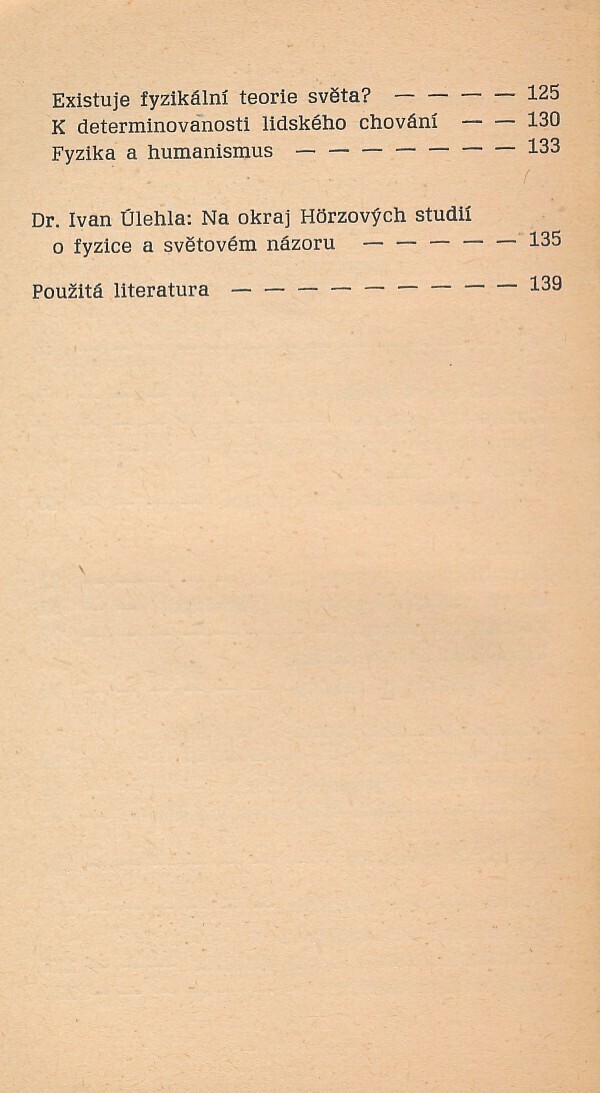 Existuje fyzikální teorie světa? — — — — 125
K determinovanosti lidského chování — — 130
Fyzika a humanismus — — — — — — — 133
Dr. Ivan Úlehla: Na okraj Hörzových studií
o fyzice a světovém názoru — — — — — 135
Použitá literatura — — — — — — — — — 139